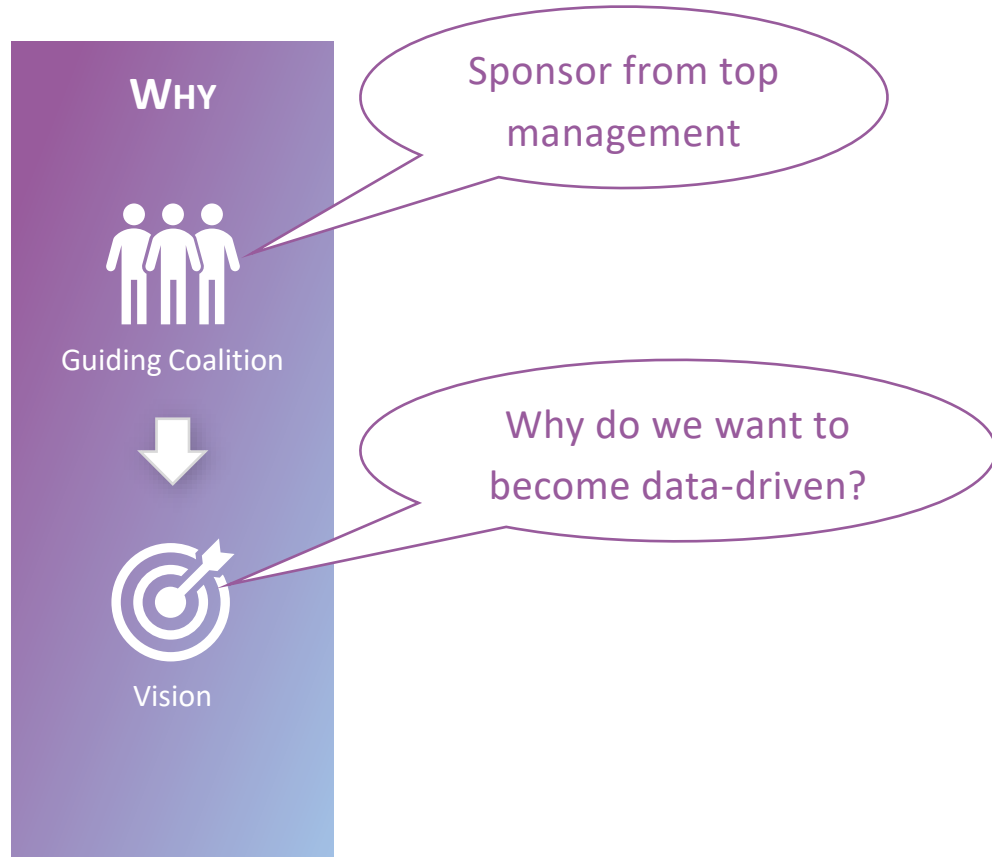 WHY
Sponsor from top
management
Guiding Coalition
Why do we want to
become data-driven?
Vision